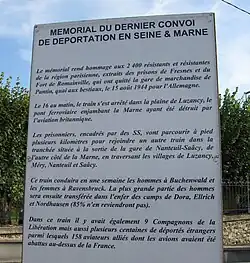 MEMORIAL DU DERNIER CONVOI
DE DEPORTATION EN SEINE & MARNE
Le mémorial rend hommage aux 2 400 résistants et résistantes
de la région parisienne, extraits des prisons de Fresnes et du
Fort de Romainville, qui ont quitté la gare de marchandise de
Pantin, quai aux bestiaux, le 15 août 1944 pour l'Allemagne.
Le 16 au matin, le train s'est arrêté dans la plaine de Luzancy, le
pont ferroviaire enjambant la Marne ayant été détruit par
l'aviation britannique.
Les prisonniers, encadrés par des SS, vont parcourir à pied
plusieurs kilomètres pour rejoindre un autre train dans la
tranchée située à la sortie de la gare de Nanteuil-Saâcy, de
l'autre côté de la Marne, en traversant les villages de Luzancy,
Méry, Nanteuil et Saâcy.
Ce train conduira en une semaine les hommes à Buchenwald et
les femmes à Ravensbruck. La plus grande partie des hommes
sera ensuite transférée dans l'enfer des camps de Dora, Ellrich
et Nordhausen (85% n'en reviendront pas).
Dans ce train il y avait également 9 Compagnons de la
Libération mais aussi plusieurs centaines de déportés étrangers
parmi lesquels 158 aviateurs alliés dont les avions avaient été
abattus au-dessus de la France.